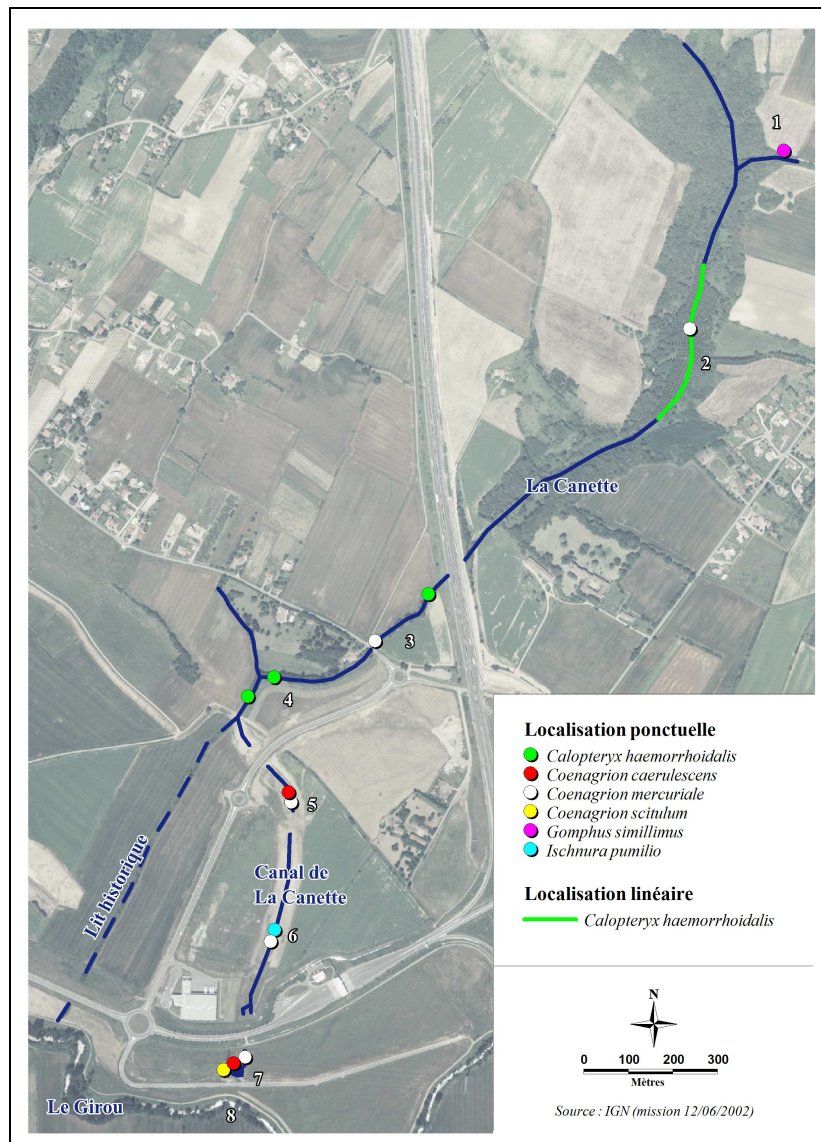 1
2
La Canette
3
4
5
Lit historique
Canal de
La Canette
6
7
Le Girou
8
Localisation ponctuelle
Calopteryx haemorrhoidalis
Coenagrion caerulescens
Coenagrion mercuriale
Coenagrion scitulum
Gomphus simillimus
Ischnura pumilio
Localisation linéaire
Calopteryx haemorrhoidalis
N
0 100 200 300
Mètres
Source : IGN (mission 12/06/2002)